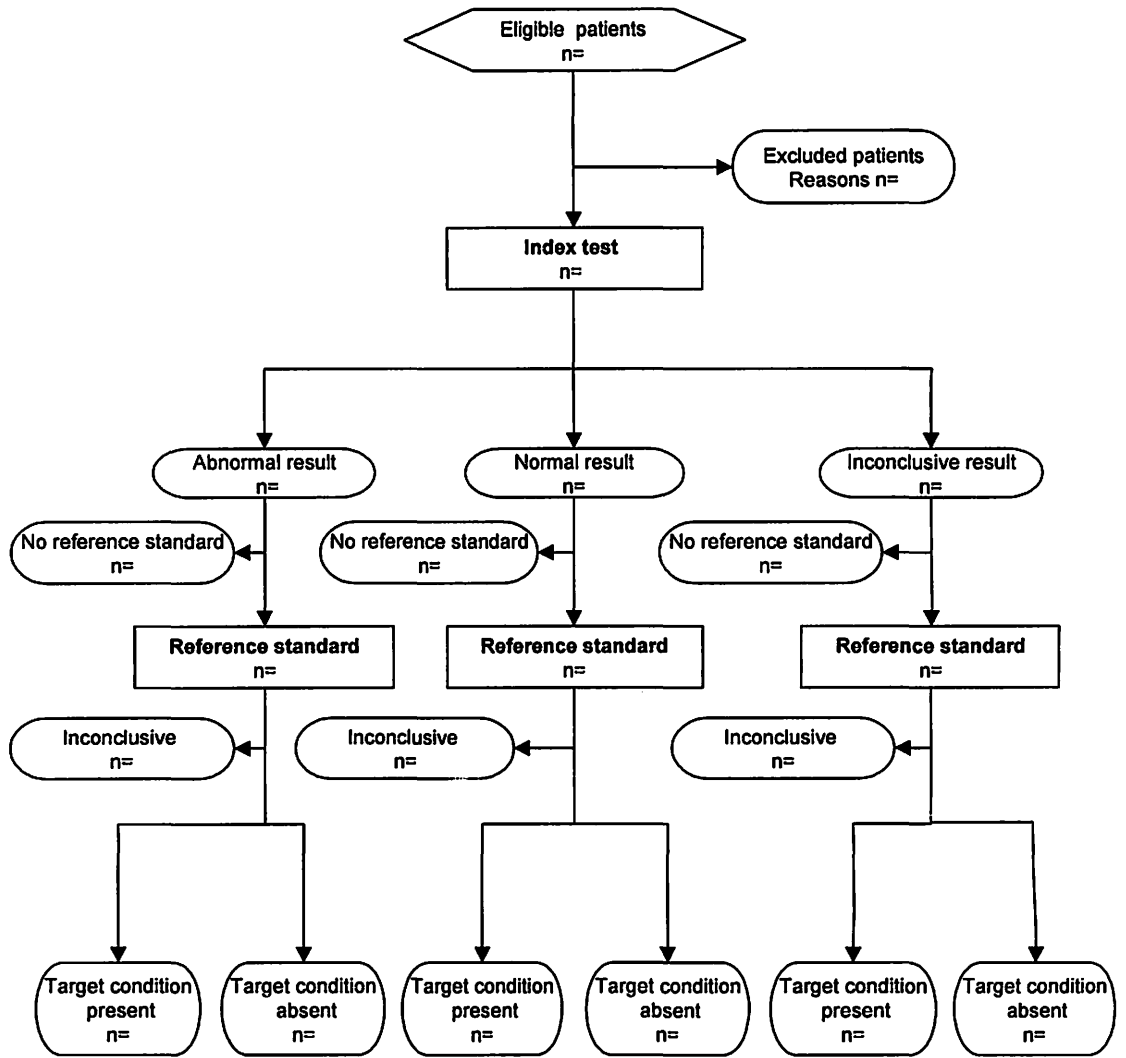 Eligible patients
n=
Excluded patients
Reasons n=
Index test
n=
Abnormal result
n=
Normal result
n=
Inconclusive result
n=
No reference standard
n=
No reference standard
n=
No reference standard
n=
Reference standard
n=
Reference standard
n=
Reference standard
n=
Inconclusive
n=
Inconclusive
n=
Inconclusive
n=
Target condition
present
n=
Target condition
absent
n=
Target condition
present
n=
Target condition
absent
n=
Target condition
present
n=
Target condition
absent
n=